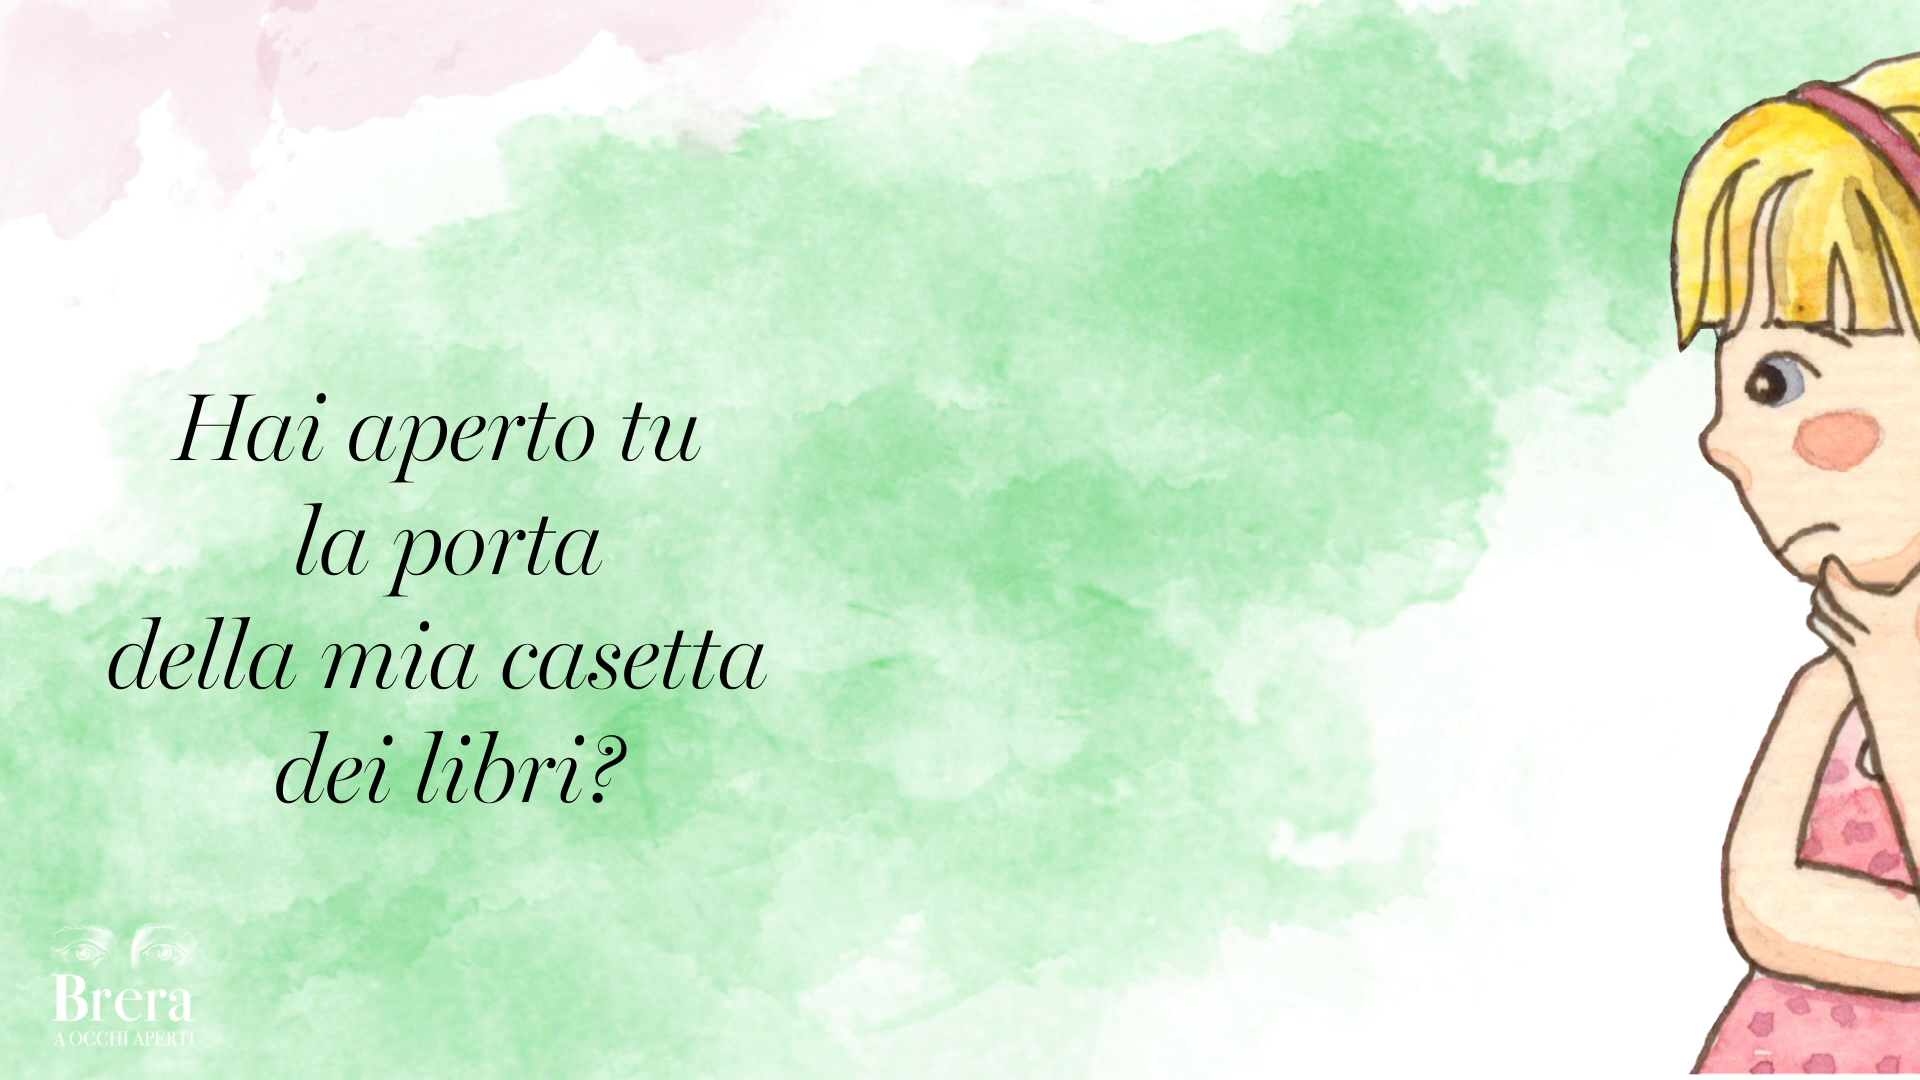 Hai aperto tu
la porta
della mia casetta
dei libri?
Brera
A OCCHI APERTI